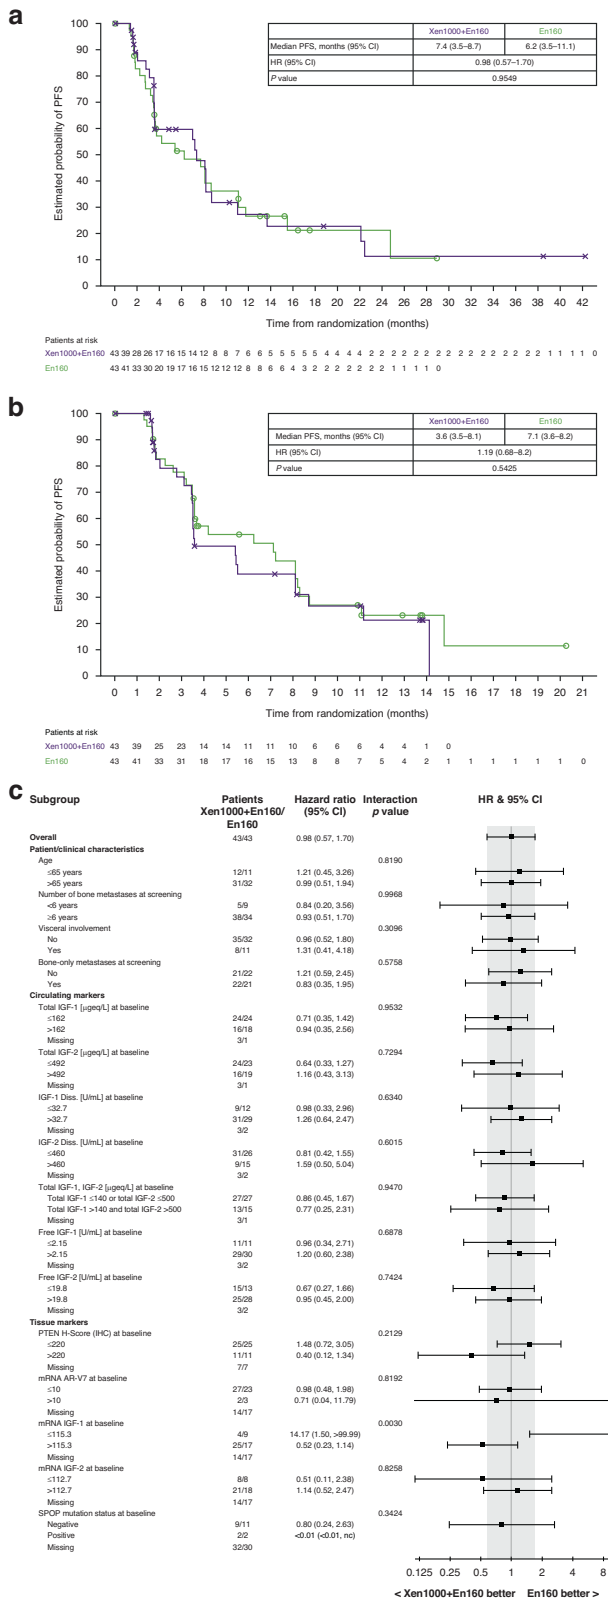 a
Xen1000+En160 En160
Median PFS, months (95% CI) 7.4 (3.5–8.7) 6.2 (3.5–11.1)
HR (95% CI) 0.98 (0.57–1.70)
P value 0.9549
Estimated probability of PFS
100
90
80
70
60
50
40
30
20
10
0
0 2 4 6 8 10 12 14 16 18 20 22 24 26 28 30 32 34 36 38 40 42
Time from randomization (months)
Patients at risk
Xen1000+En160 43 39 28 26 17 16 15 14 12 8 8 7 6 6 5 5 5 5 5 4 4 4 4 2 2 2 2 2 2 2 2 2 2 2 2 2 2 2 2 1 1 1 1 0
En160 43 41 33 30 20 19 17 16 15 12 12 12 8 8 6 6 4 3 2 2 2 2 2 2 2 1 1 1 1 0
b
Xen1000+En160 En160
Median PFS, months (95% CI) 3.6 (3.5–8.1) 7.1 (3.6–8.2)
HR (95% CI) 1.19 (0.68–8.2)
P value 0.5425
Estimated probability of PFS
100
90
80
70
60
50
40
30
20
10
0
0 1 2 3 4 5 6 7 8 9 10 11 12 13 14 15 16 17 18 19 20 21
Time from randomization (months)
Patients at risk
Xen1000+En160 43 39 25 23 14 14 11 11 10 6 6 6 4 4 1 0
En160 43 41 33 31 18 17 16 15 13 8 8 7 5 4 2 1 1 1 1 1 1 0
c
Subgroup Patients Hazard ratio Interaction HR & 95% CI
Xen1000+En160/ (95% CI) p value
En160
Overall 43/43 0.98 (0.57, 1.70)
Patient/clinical characteristics
Age 0.8190
≤65 years 12/11 1.21 (0.45, 3.26)
>65 years 31/32 0.99 (0.51, 1.94)
Number of bone metastases at screening 0.9968
<6 years 5/9 0.84 (0.20, 3.56)
≥6 years 38/34 0.93 (0.51, 1.70)
Visceral involvement 0.3096
No 35/32 0.96 (0.52, 1.80)
Yes 8/11 1.31 (0.41, 4.18)
Bone-only metastases at screening 0.5758
No 21/22 1.21 (0.59, 2.45)
Yes 22/21 0.83 (0.35, 1.95)
Circulating markers
Total IGF-1 [µgeq/L] at baseline 0.9532
≤162 24/24 0.71 (0.35, 1.42)
>162 16/18 0.94 (0.35, 2.56)
Missing 3/1
Total IGF-2 [µgeq/L] at baseline 0.7294
≤492 24/23 0.64 (0.33, 1.27)
>492 16/19 1.16 (0.43, 3.13)
Missing 3/1
IGF-1 Diss. [U/mL] at baseline 0.6340
≤32.7 9/12 0.98 (0.33, 2.96)
>32.7 31/29 1.26 (0.64, 2.47)
Missing 3/2
IGF-2 Diss. [U/mL] at baseline 0.6015
≤460 31/26 0.81 (0.42, 1.55)
>460 9/15 1.59 (0.50, 5.04)
Missing 3/2
Total IGF-1, IGF-2 [µgeq/L] at baseline 0.9470
Total IGF-1 ≤140 or total IGF-2 ≤500 27/27 0.86 (0.45, 1.67)
Total IGF-1 >140 and total IGF-2 >500 13/15 0.77 (0.25, 2.31)
Missing 3/1
Free IGF-1 [U/mL] at baseline 0.6878
≤2.15 11/11 0.96 (0.34, 2.71)
>2.15 29/30 1.20 (0.60, 2.38)
Missing 3/2
Free IGF-2 [U/mL] at baseline 0.7424
≤19.8 15/13 0.67 (0.27, 1.66)
>19.8 25/28 0.95 (0.45, 2.00)
Missing 3/2
Tissue markers
PTEN H-Score (IHC) at baseline 0.2129
≤220 25/25 1.48 (0.72, 3.05)
>220 11/11 0.40 (0.12, 1.34)
Missing 7/7
mRNA AR-V7 at baseline 0.8192
≤10 27/23 0.98 (0.48, 1.98)
>10 2/3 0.71 (0.04, 11.79)
Missing 14/17
mRNA IGF-1 at baseline 0.0030
≤115.3 4/9 14.17 (1.50, >99.99)
>115.3 25/17 0.52 (0.23, 1.14)
Missing 14/17
mRNA IGF-2 at baseline 0.8258
≤112.7 8/8 0.51 (0.11, 2.38)
>112.7 21/18 1.14 (0.52, 2.47)
Missing 14/17
SPOP mutation status at baseline 0.3424
Negative 9/11 0.80 (0.24, 2.63)
Positive 2/2 <0.01 (<0.01, nc)
Missing 32/30
0.125 0.25 0.5 1 2 4 8
< Xen1000+En160 better En160 better >